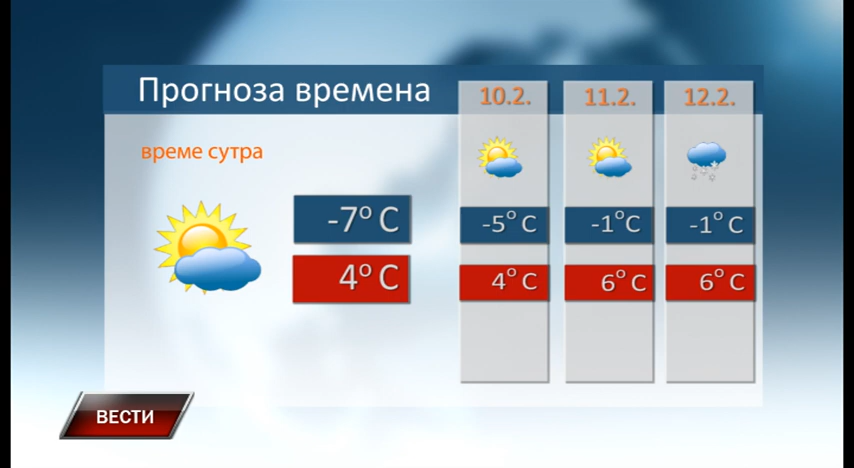 Прогноза времена
време сутра
-7° C
4° C
10.2.
-5° C
4° C
11.2.
-1°C
6° C
12.2.
-1° C
6° C
ВЕСТИ